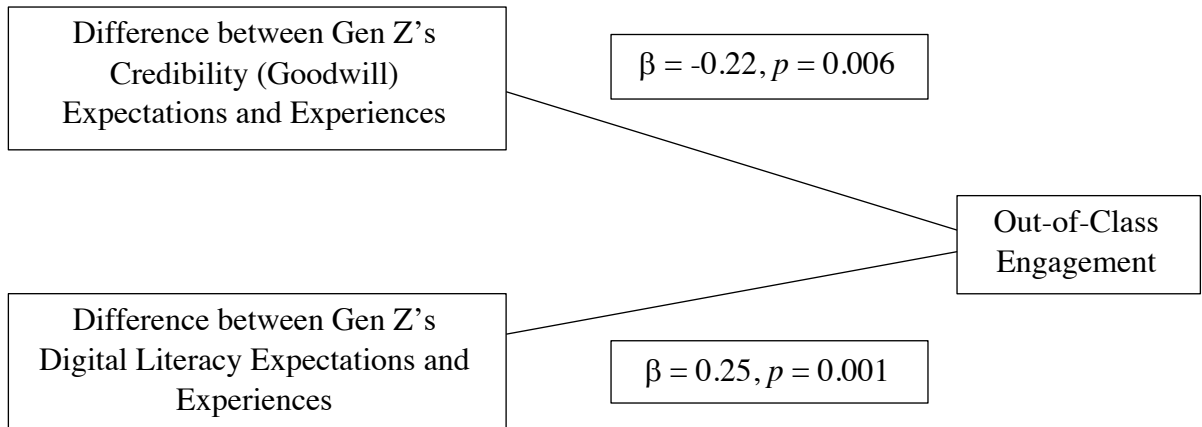 Difference between Gen Z’s
Credibility (Goodwill)
Expectations and Experiences
β = -0.22, p = 0.006
Out-of-Class
Engagement
Difference between Gen Z’s
Digital Literacy Expectations and
Experiences
β = 0.25, p = 0.001